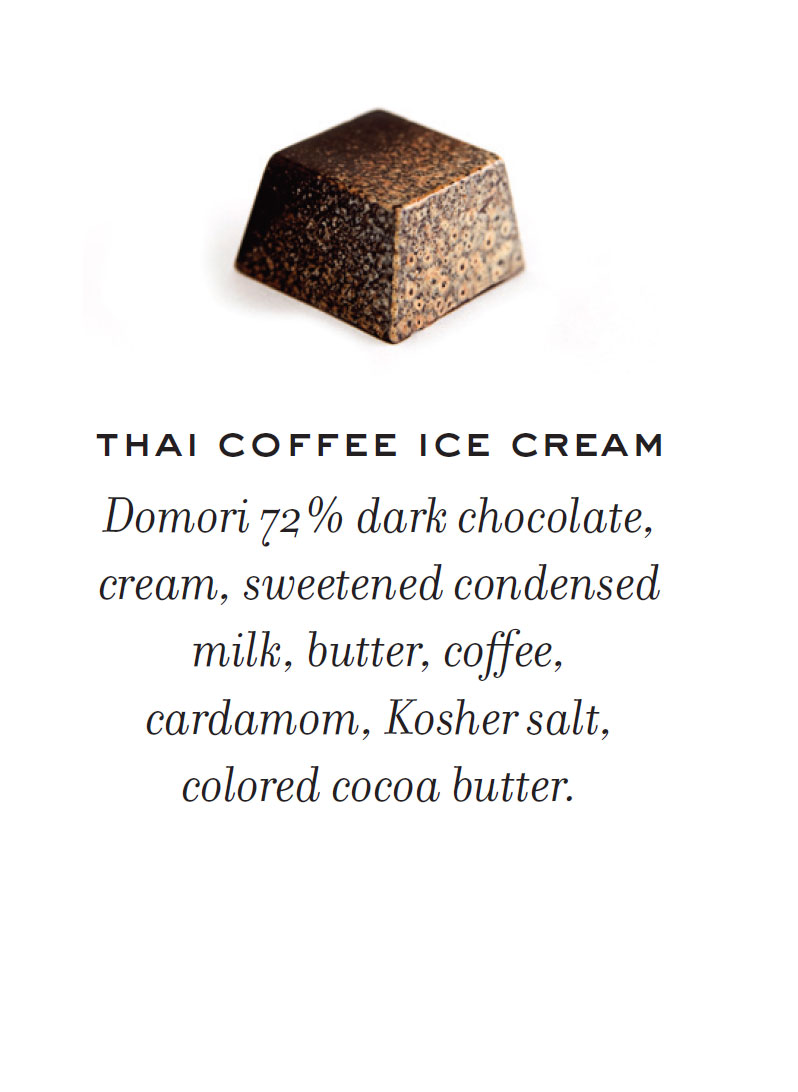 THAI COFFEE ICE CREAM
Domori 72% dark chocolate,
cream, sweetened condensed
milk, butter, coffee,
cardamom, Kosher salt,
colored cocoa butter.